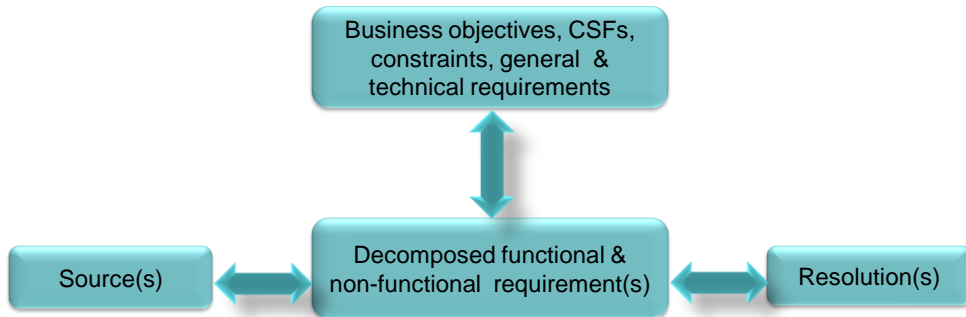 Business objectives, CSFs,
constraints, general &
technical requirements
Decomposed functional &
non-functional requirement(s)
Source(s)
Resolution(s)